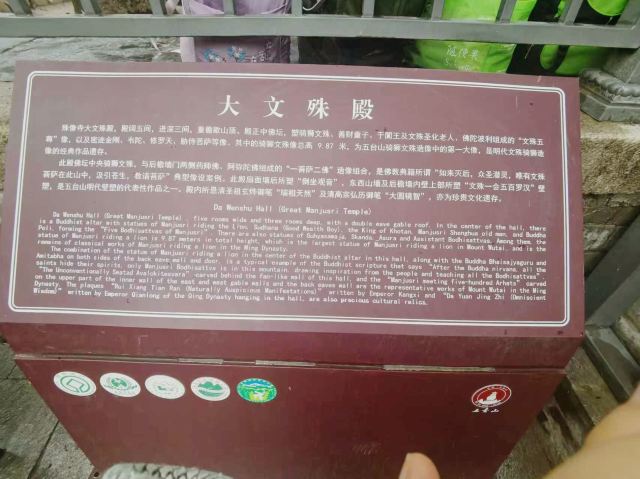 大文殊殿
殊像寺大文殊殿，殿阔五间，进深三间，重檐歇山顶。殿正中佛坛，塑骑狮文殊、善财童子、于阗王及文殊圣化老人、佛陀波利组成的“文殊五
尊”像，以及密迹金刚、韦陀、修罗天、胁侍菩萨等像。其中的骑狮文殊像总高 9.87 米，为五台山骑狮文殊造像中的第一大像，是明代文殊骑狮造
像的经典作品遗存。
此殿佛坛中央骑狮文殊，与后檐墙门两侧药师佛、阿弥陀佛组成的“一菩萨二佛”造像组合，是佛教典籍所谓“如来灭后，众圣潜灵，唯有文殊
菩萨在此山中，汲引苍生，教诣菩萨”典型像设案例。此殿扇面墙后所塑“倒坐观音”、东西山墙及后檐墙内壁上部所塑“文殊一会五百罗汉”壁
塑，是五台山明代壁塑的代表性作品之一。殿内所悬清圣祖玄烨御笔“瑞相天然”及清高宗弘历御笔“大圆镜智”，亦为珍贵文化遗存。
Da Wenshu Hall (Great Manjusri Temple)
Da Wenshu Hall (Great Manjusri Temple), five rooms wide and three rooms deep, with a double eave gable roof. In the center of the hall, there
is a Buddhist altar with statues of Manjusri riding the Lion, Sudhana (Good Wealth Boy), the King of Khotan, Manjusri Shenghua old man, and Buddha
Poli, forming the "Five Bodhisattvas of Manjusri". There are also statues of Guhyasamaja, Skanda, Asura and Assistant Bodhisattvas. Among them, the
statue of Manjusri riding a lion is 9.87 meters in total height, which is the largest statue of Manjusri riding a lion in Mount Wutai, and is the
remains of classical works of Manjusri riding a lion in the Ming Dynasty.
The combination of the statue of Manjusri riding a lion in the center of the Buddhist altar in this hall, along with the Buddha Bhaisajyaguru and
Amitabha on both sides of the back eave wall and door, is a typical example of the Buddhist scripture that says "After the Buddha nirvana, all the
saints hide their spirits, only Manjusri Bodhisattva is in this mountain, drawing inspiration from the people and teaching all the Bodhisattvas".
The "Unconventionally Seated Avalokitesvara" carved behind the fan-like wall of this hall, and the "Manjusri meeting five-hundred Arhats" carved
on the upper part of the inner wall of the east and west gable walls and the back eaves wall are the representative works of Mount Wutai in the Ming
Dynasty. The plaques "Rui Xiang Tian Ran (Naturally Auspicious Manifestations)" written by Emperor Kangxi and "Da Yuan Jing Zhi (Omniscient
Wisdom)" written by Emperor Qianlong of the Qing Dynasty hanging in the hall, are also precious cultural relics.
五台山